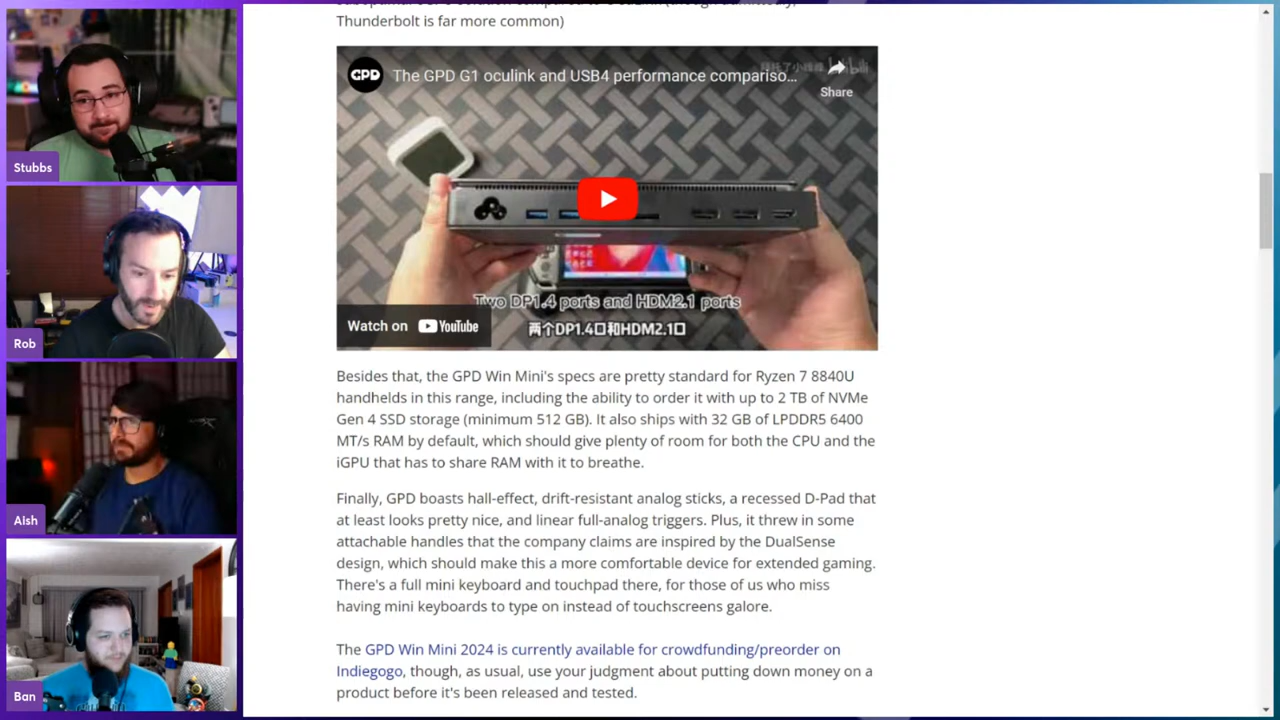 Thunderbolt is far more common)
GPD
The GPD G1 oculink and USB4 performance compariso...
Share
Two DP1.4 ports and HDM2.1 ports
两个DP1.4口和HDM2.1口
Watch on YouTube
Besides that, the GPD Win Mini's specs are pretty standard for Ryzen 7 8840U
handhelds in this range, including the ability to order it with up to 2 TB of NVMe
Gen 4 SSD storage (minimum 512 GB). It also ships with 32 GB of LPDDR5 6400
MT/s RAM by default, which should give plenty of room for both the CPU and the
iGPU that has to share RAM with it to breathe.
Finally, GPD boasts hall-effect, drift-resistant analog sticks, a recessed D-Pad that
at least looks pretty nice, and linear full-analog triggers. Plus, it threw in some
attachable handles that the company claims are inspired by the DualSense
design, which should make this a more comfortable device for extended gaming.
There's a full mini keyboard and touchpad there, for those of us who miss
having mini keyboards to type on instead of touchscreens galore.
The GPD Win Mini 2024 is currently available for crowdfunding/preorder on
Indiegogo, though, as usual, use your judgment about putting down money on a
product before it's been released and tested.
Stubbs
Rob
Aish
Ban